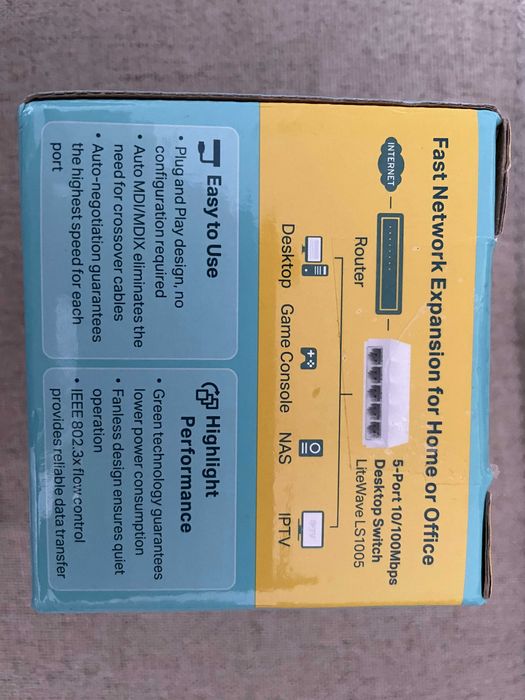 Fast Network Expansion for Home or Office
INTERNET
Router
5-Port 10/100Mbps
Desktop Switch
LiteWave LS1005
Desktop
Game Console
NAS
IPTV
IPTV
Easy to Use
• Plug and Play design, no
configuration required
• Auto MDI/MDIX eliminates the
need for crossover cables
• Auto-negotiation guarantees
the highest speed for each
port
Highlight
Performance
• Green technology guarantees
lower power consumption
• Fanless design ensures quiet
operation
• IEEE 802.3x flow control
provides reliable data transfer